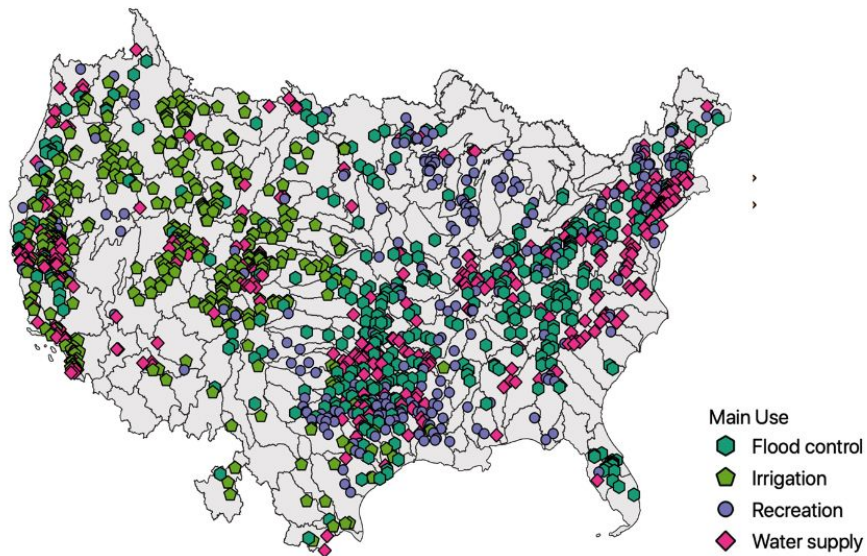 Main Use
Flood control
Irrigation
Recreation
Water supply